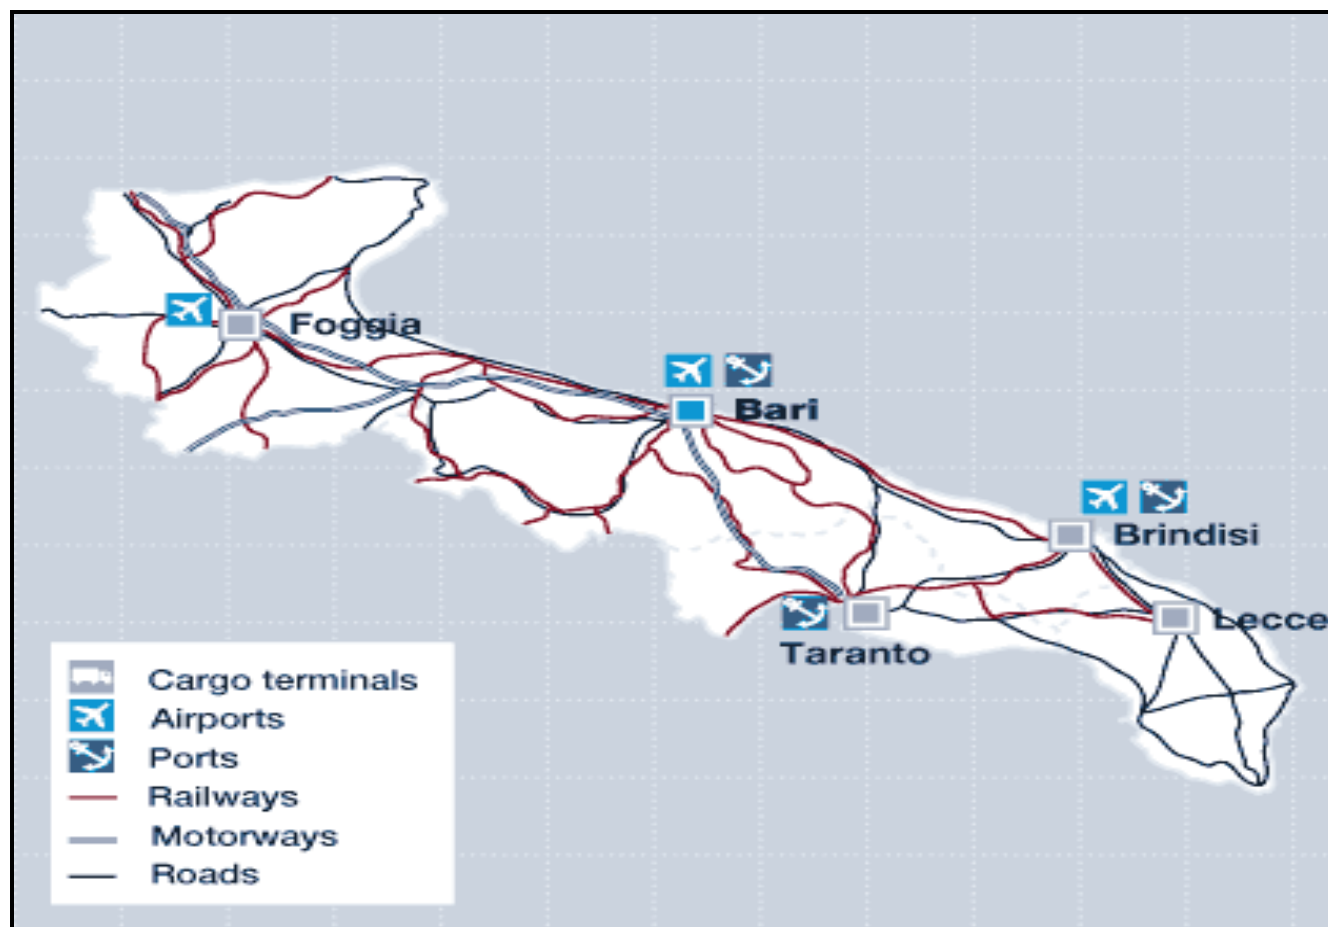 Foggia
Bari
Brindisi
Lecce
Taranto
Cargo terminals
Airports
Ports
Railways
Motorways
Roads